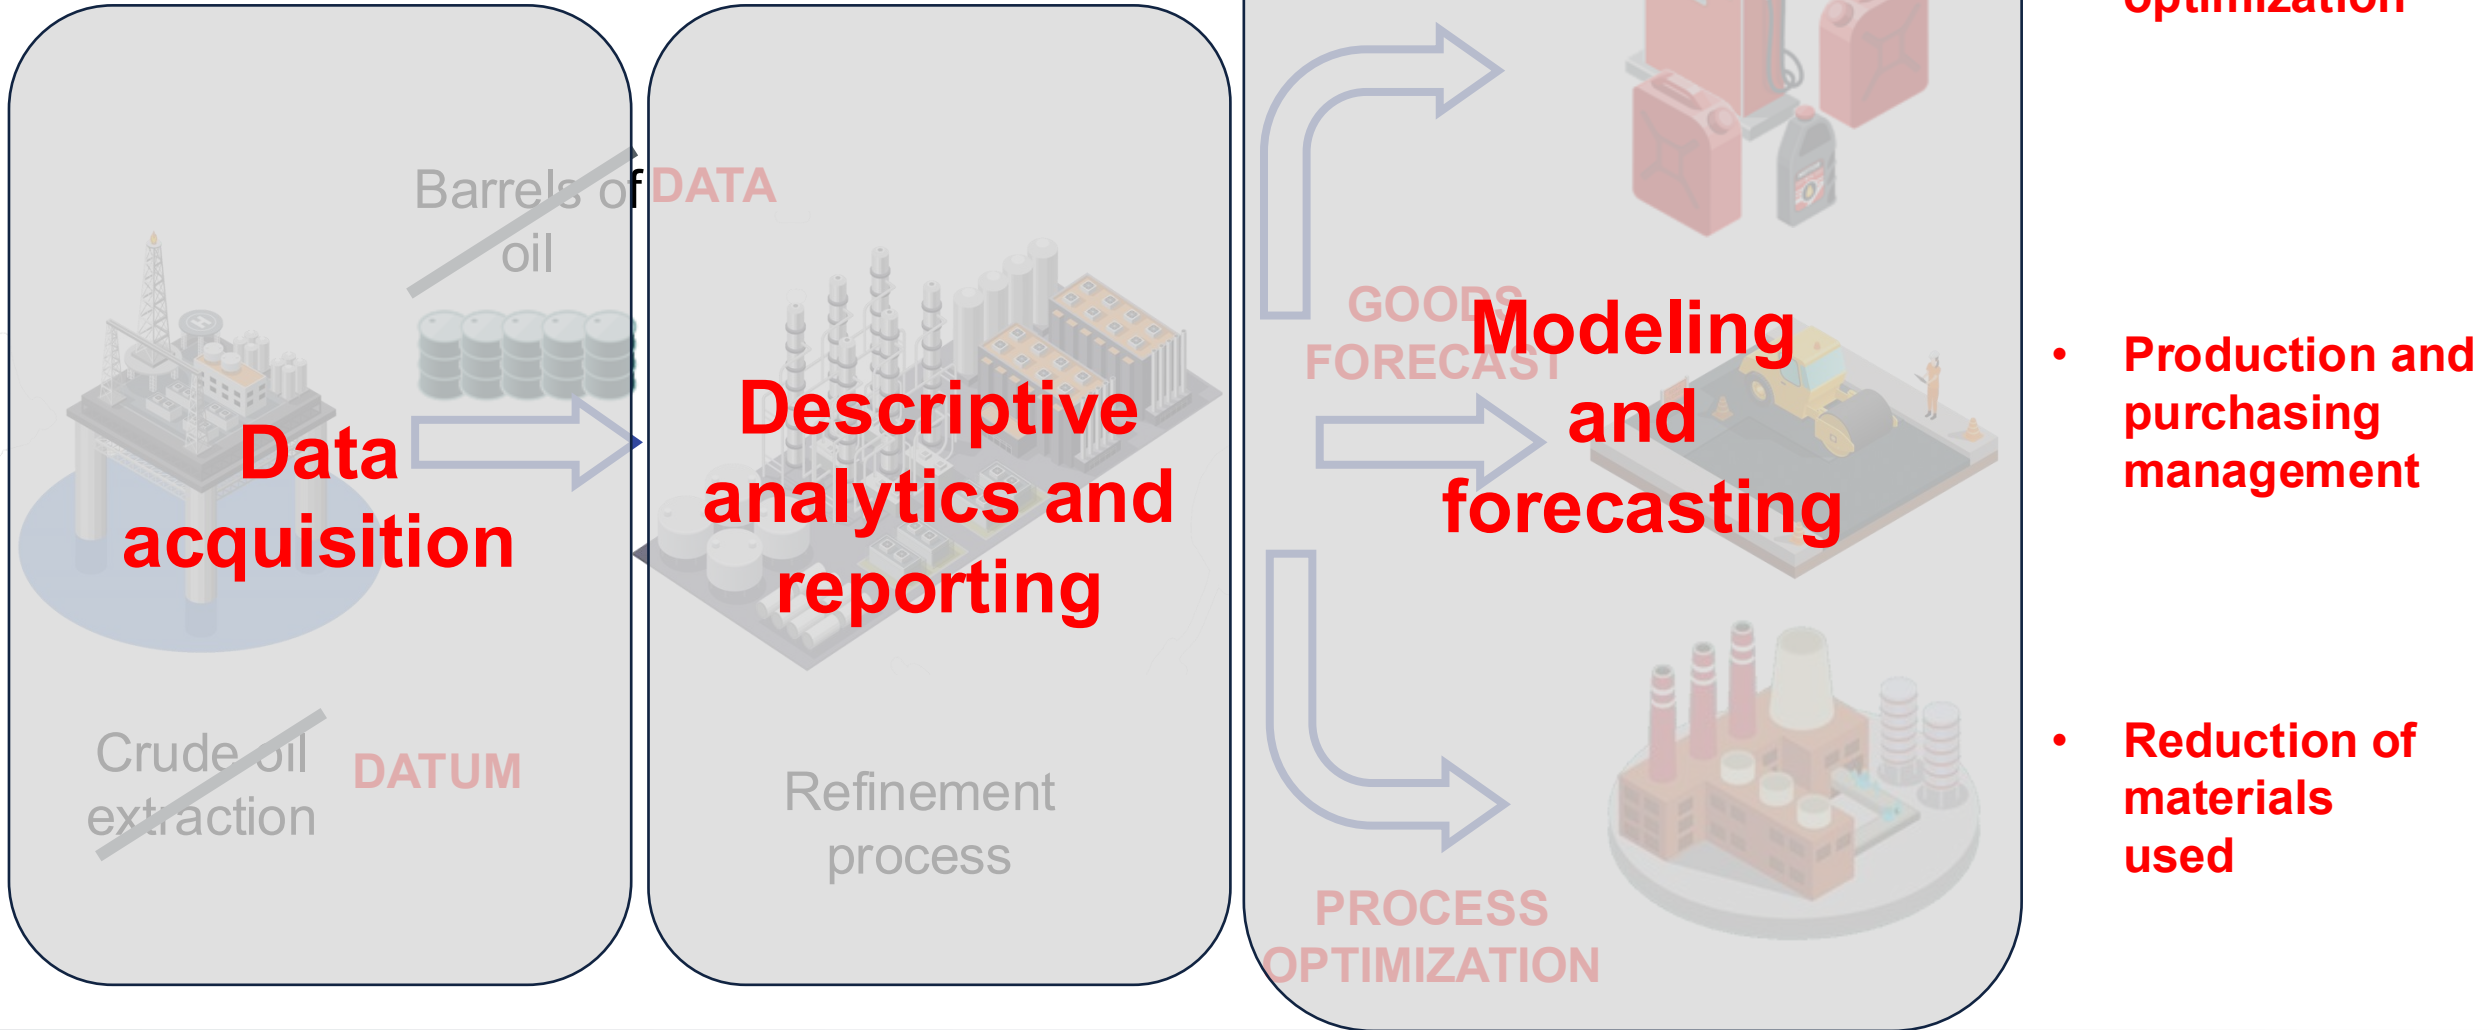 optimization
Barrels of
oil
DATA
Data
acquisition
Crude oil
extraction
DATUM
Descriptive
analytics and
reporting
Refinement
process
GOODS
FORECAST
Modeling
and
forecasting
PROCESS
OPTIMIZATION
• Production and
purchasing
management
• Reduction of
materials
used